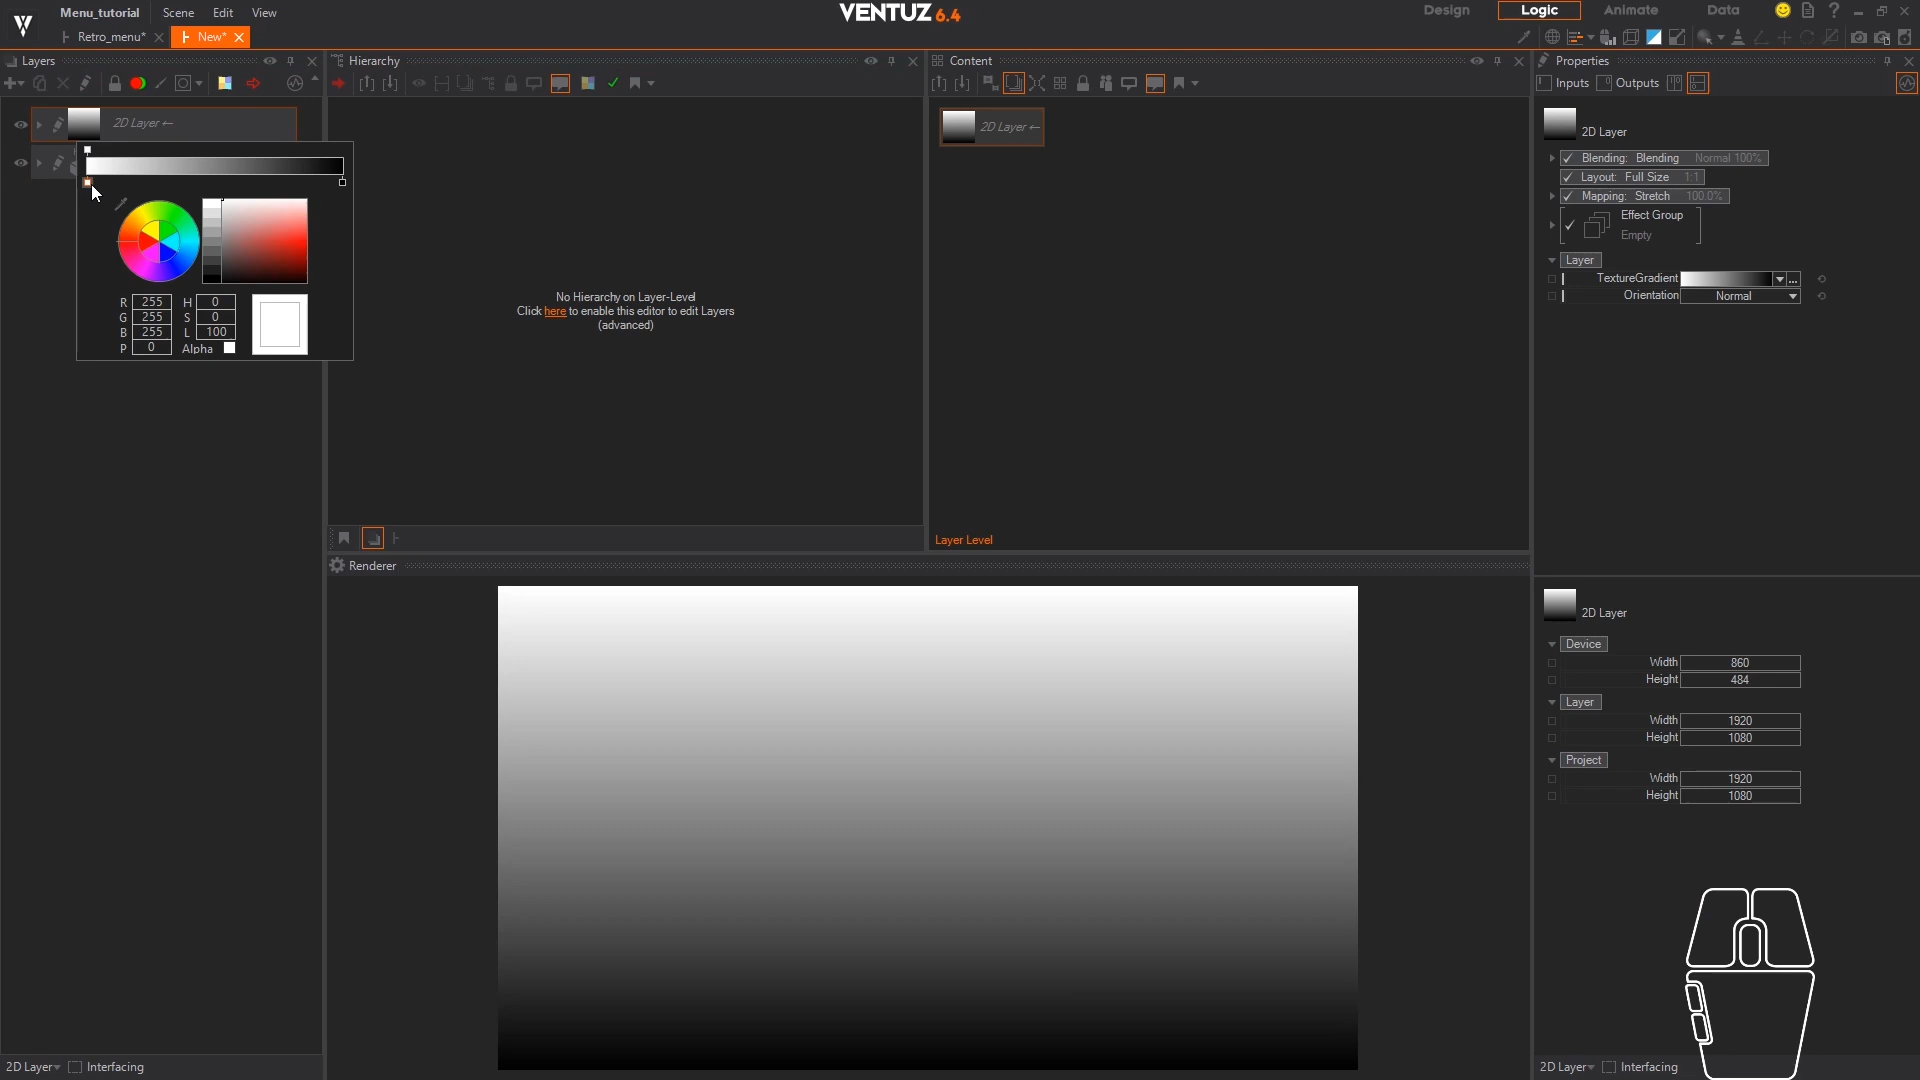 Menu_tutorial
Scene
Edit
View
VENTUZ 6.4
Design
Logic
Animate
Data
Retro_menu*
New*
Layers
Hierarchy
Content
Properties
Inputs
Outputs
2D Layer ←
2D Layer ←
2D Layer
Blending: Blending Normal 100%
Layout: Full Size 1:1
Mapping: Stretch 100.0%
Effect Group
Empty
Layer
TextureGradient
...
Orientation Normal
R 255 H 0
G 255 S 0
B 255 L 100
P 0 Alpha
No Hierarchy on Layer-Level
Click here to enable this editor to edit Layers
(advanced)
Layer Level
Renderer
2D Layer
Device
Width 860
Height 484
Layer
Width 1920
Height 1080
Project
Width 1920
Height 1080
2D Layer
Interfacing
2D Layer
Interfacing